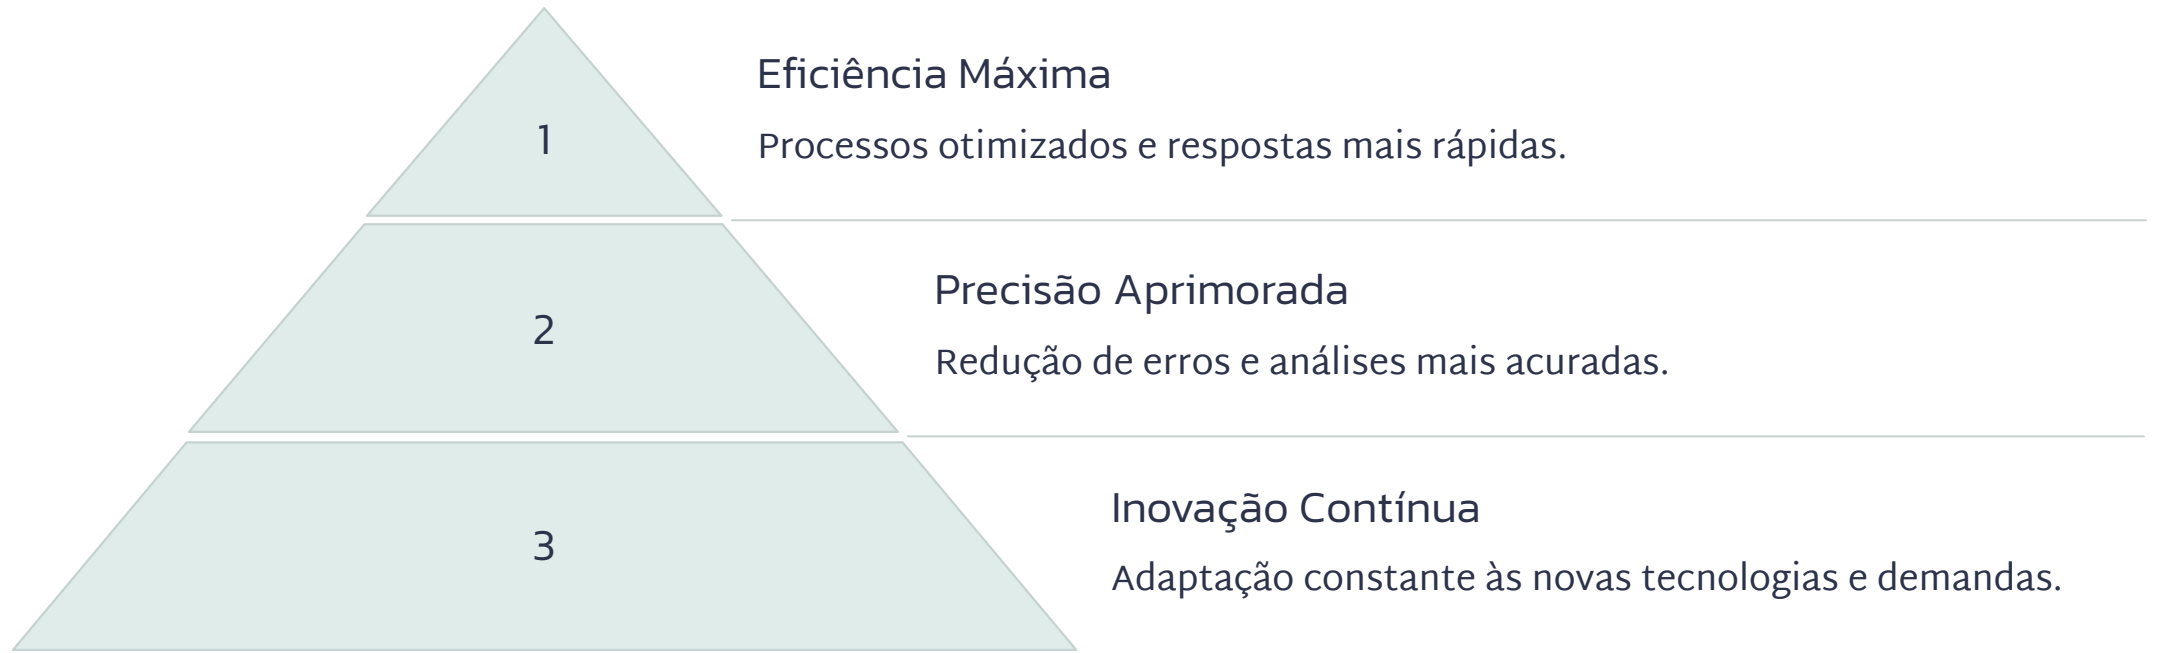 1
Eficiência Máxima
Processos otimizados e respostas mais rápidas.
2
Precisão Aprimorada
Redução de erros e análises mais acuradas.
3
Inovação Contínua
Adaptação constante às novas tecnologias e demandas.